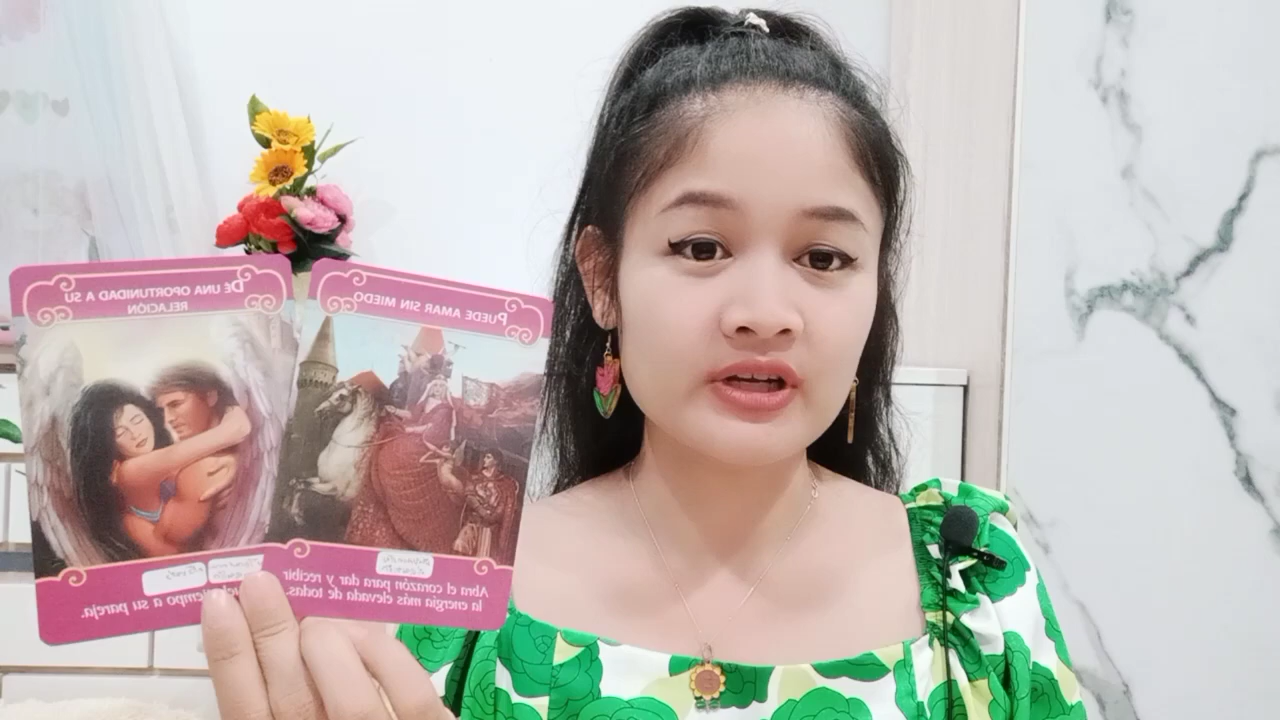 DÉ UNA OPORTUNIDAD A SU
RELACIÓN
tiempo a su pareja.
PUEDE AMAR SIN MIEDO
Abra el corazón para dar y recibir
la energía más elevada de todas.